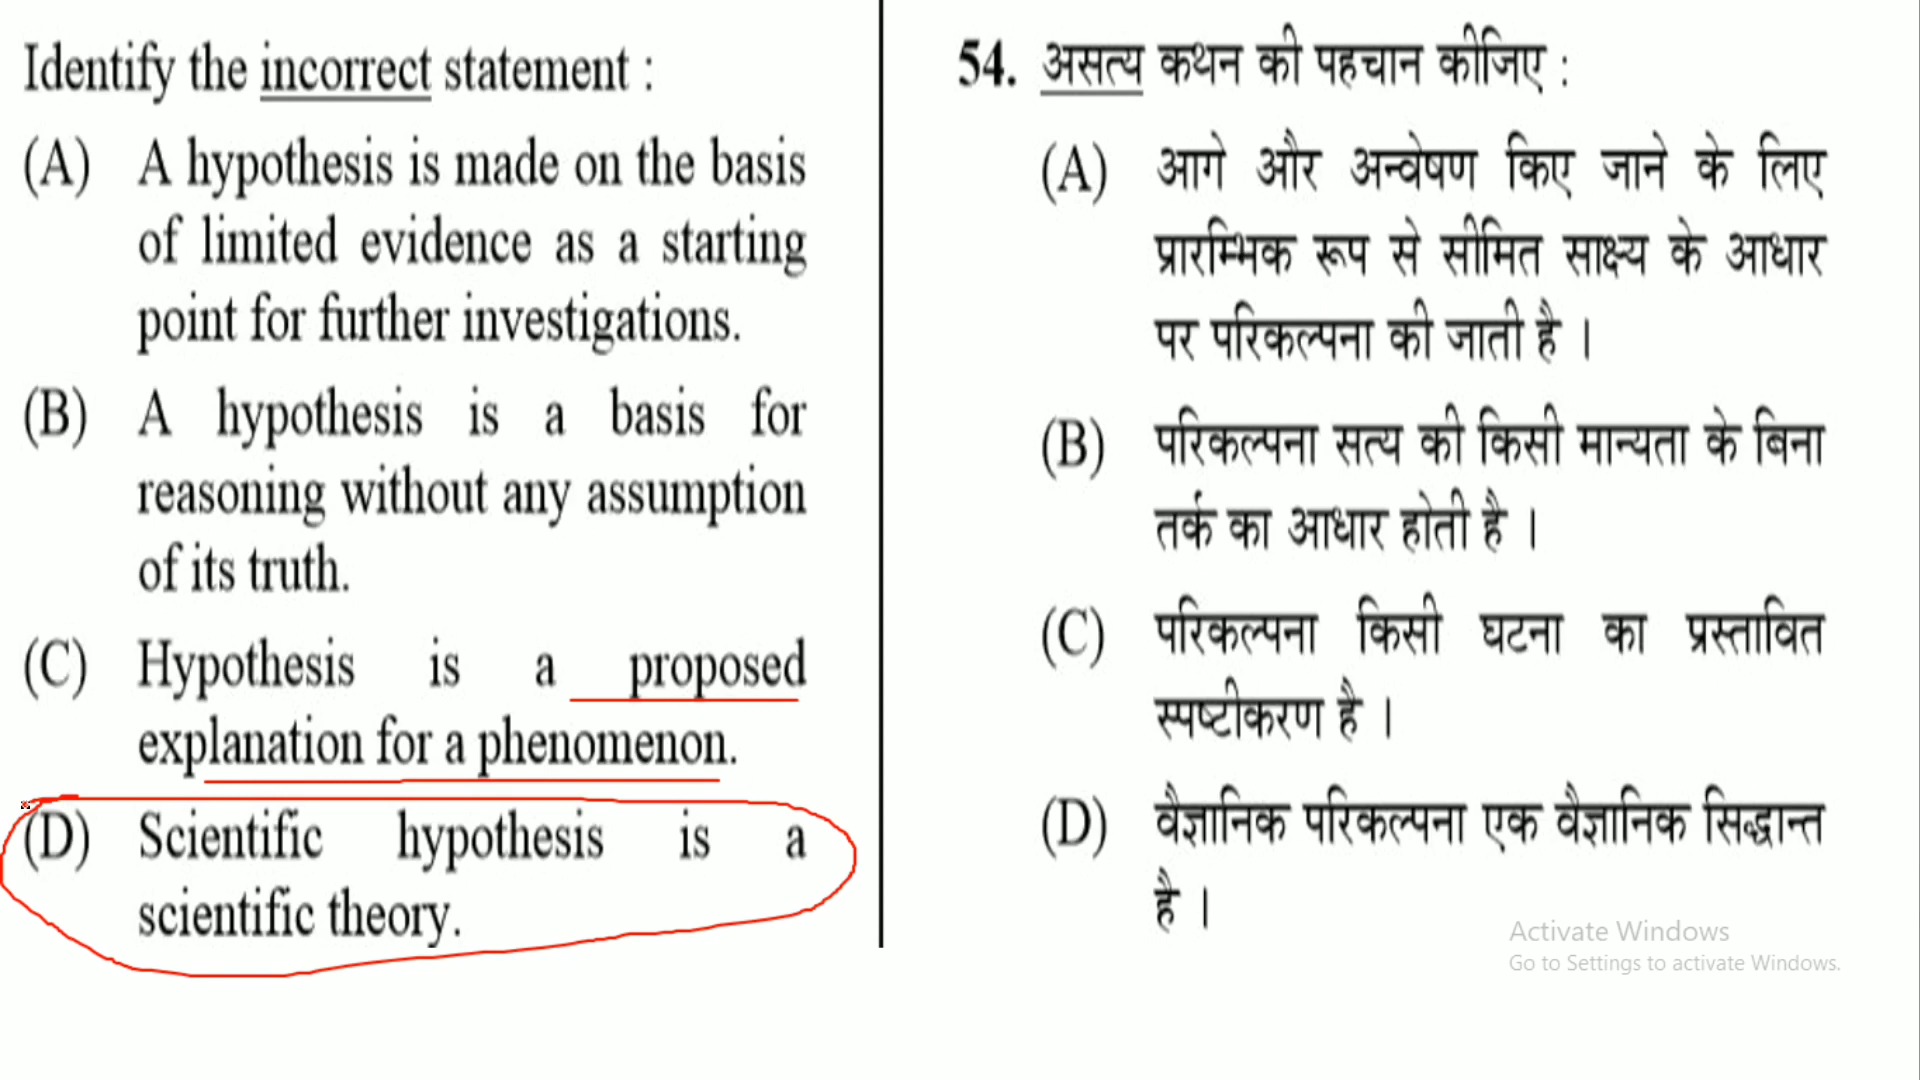 Identify the incorrect statement :
(A) A hypothesis is made on the basis
of limited evidence as a starting
point for further investigations.
(B) A hypothesis is a basis for
reasoning without any assumption
of its truth.
(C) Hypothesis is a proposed
explanation for a phenomenon.
(D) Scientific hypothesis is a
scientific theory.
54. असत्य कथन की पहचान कीजिए :
(A) आगे और अन्वेषण किए जाने के लिए
प्रारम्भिक रूप से सीमित साक्ष्य के आधार
पर परिकल्पना की जाती है ।
(B) परिकल्पना सत्य की किसी मान्यता के बिना
तर्क का आधार होती है ।
(C) परिकल्पना किसी घटना का प्रस्तावित
स्पष्टीकरण है ।
(D) वैज्ञानिक परिकल्पना एक वैज्ञानिक सिद्धान्त
है ।
Activate Windows
Go to Settings to activate Windows.